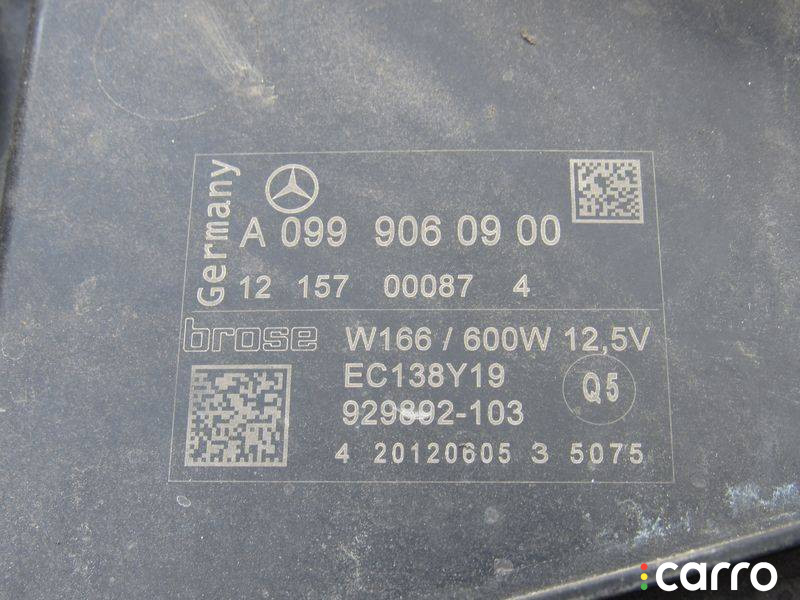 Germany
A 099 906 09 00
12 157 00087 4
brose
W166 / 600W 12,5V
EC138Y19
Q5
929892-103
4 20120605 3 5075
carro